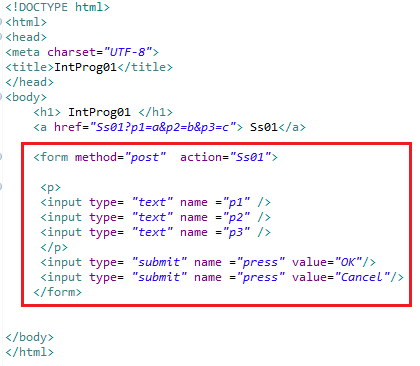 <!DOCTYPE html>
<html>
<head>
<meta charset="UTF-8">
<title>IntProg01</title>
</head>
<body>
<h1> IntProg01 </h1>
<a href="Ss01?p1=a&p2=b&p3=c"> Ss01</a>
<form method="post"  action="Ss01">
<p>
<input type= "text" name ="p1" />
<input type= "text" name ="p2" />
<input type= "text" name ="p3" />
</p>
<input type= "submit" name ="press" value="OK"/>
<input type= "submit" name ="press" value="Cancel"/>
</form>
</body>
</html>